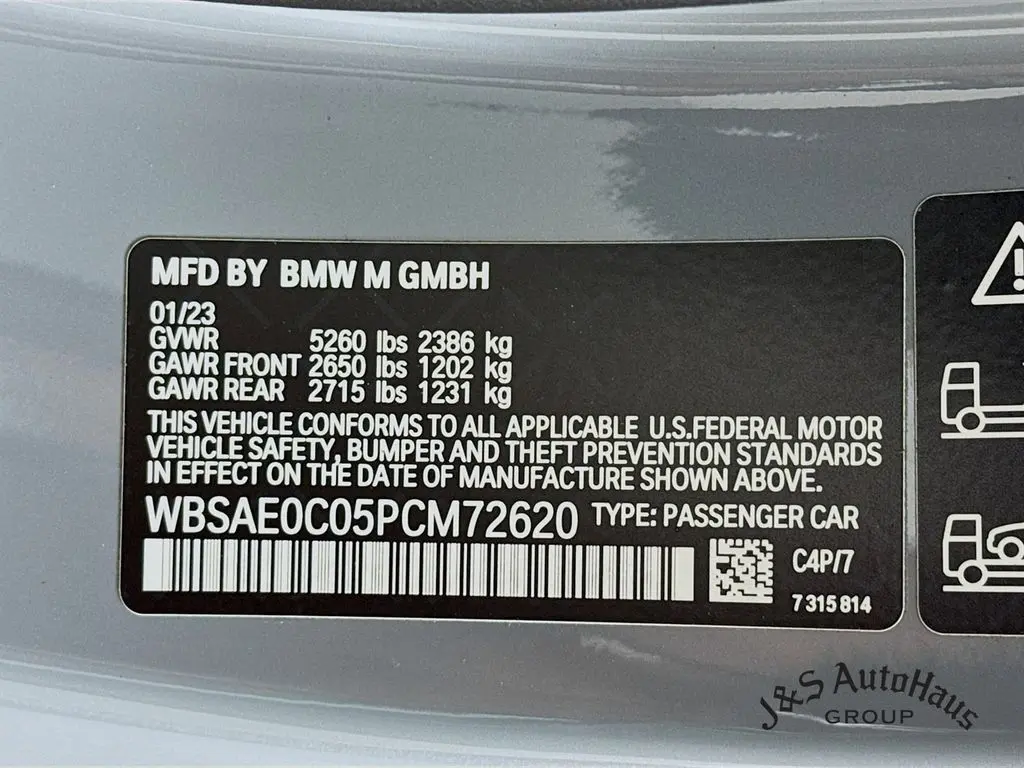 MFD BY BMW M GMBH
01/23
GVWR 5260 lbs 2386 kg
GAWR FRONT 2650 lbs 1202 kg
GAWR REAR 2715 lbs 1231 kg
THIS VEHICLE CONFORMS TO ALL APPLICABLE U.S.FEDERAL MOTOR
VEHICLE SAFETY, BUMPER AND THEFT PREVENTION STANDARDS
IN EFFECT ON THE DATE OF MANUFACTURE SHOWN ABOVE.
WBSAE0C05PCM72620 TYPE: PASSENGER CAR
C4P/7
7 315 814
J&S AutoHaus
GROUP